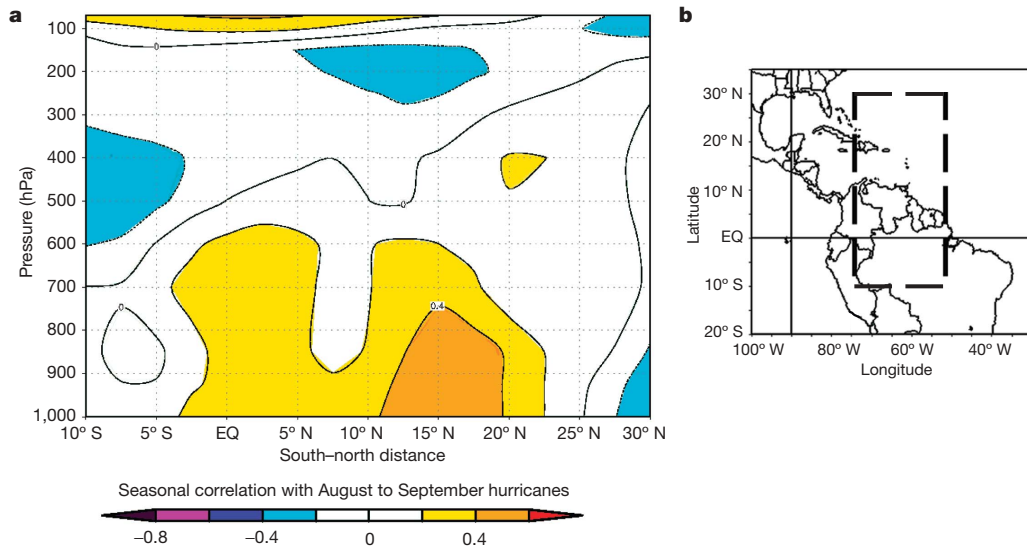 a
100
200
300
400
500
600
700
800
900
1,000
Pressure (hPa)
0
0
0
0.4
10° S 5° S EQ 5° N 10° N 15° N 20° N 25° N 30° N
South–north distance
Seasonal correlation with August to September hurricanes
–0.8 –0.4 0 0.4
b
30° N
20° N
10° N
EQ
10° S
20° S
Latitude
100° W 80° W 60° W 40° W
Longitude